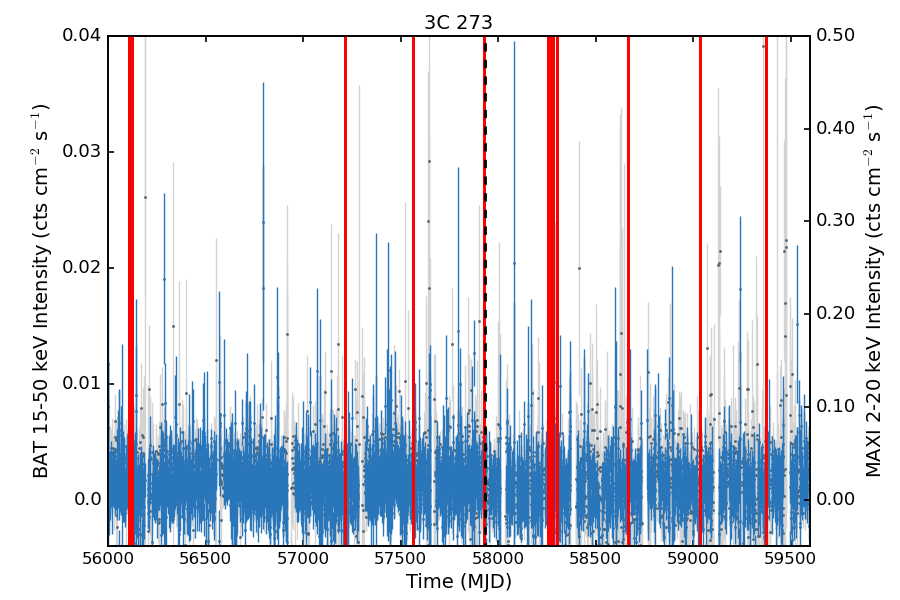 3C 273
BAT 15-50 keV Intensity (cts cm⁻² s⁻¹)
0.04
0.03
0.02
0.01
0.0
0.50
0.40
0.30
0.20
0.10
0.00
MAXI 2-20 keV Intensity (cts cm⁻² s⁻¹)
56000 56500 57000 57500 58000 58500 59000 59500
Time (MJD)